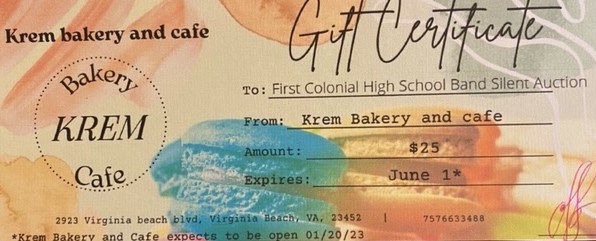 Gift Certificate
Krem bakery and cafe
Bakery
KREM
Cafe
To: First Colonial High School Band Silent Auction
From: Krem Bakery and cafe
Amount: $25
Expires: June 1*
2923 Virginia beach blvd, Virginia Beach, VA, 23452 | 7576633488
*Krem Bakery and Cafe expects to be open 01/20/23